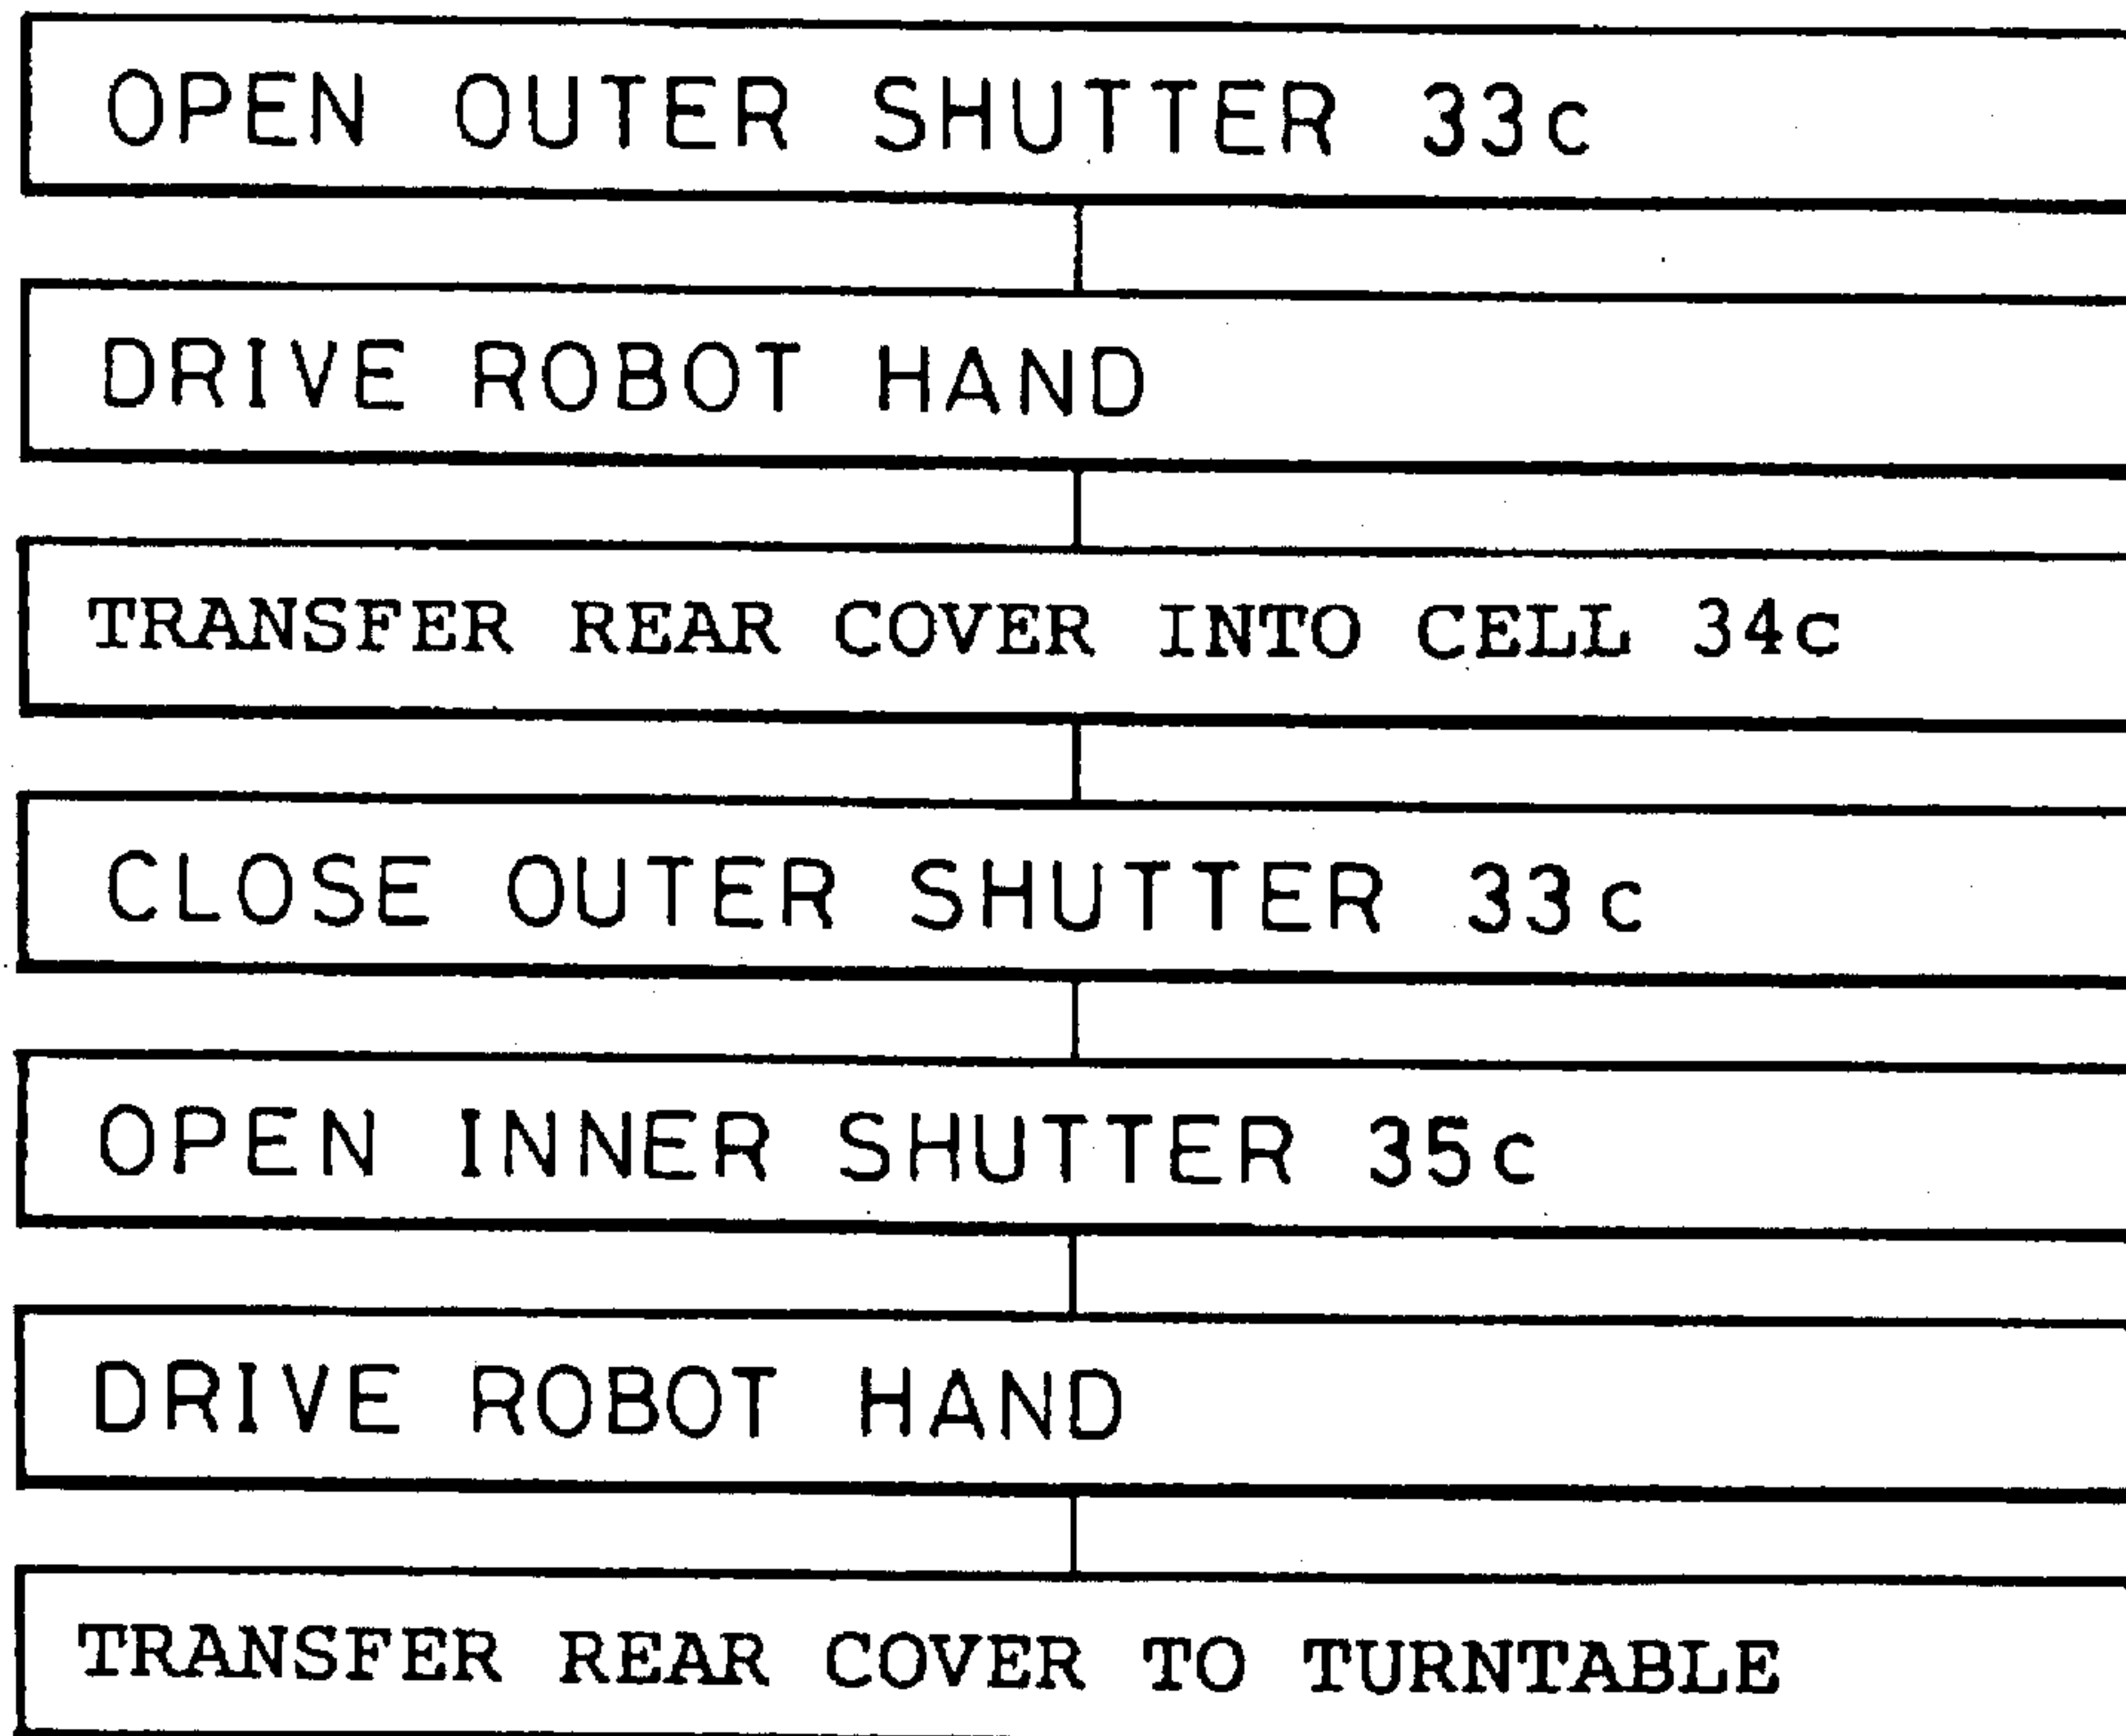 OPEN OUTER SHUTTER 33c
DRIVE ROBOT HAND
TRANSFER REAR COVER INTO CELL 34c
CLOSE OUTER SHUTTER 33c
OPEN INNER SHUTTER 35c
DRIVE ROBOT HAND
TRANSFER REAR COVER TO TURNTABLE